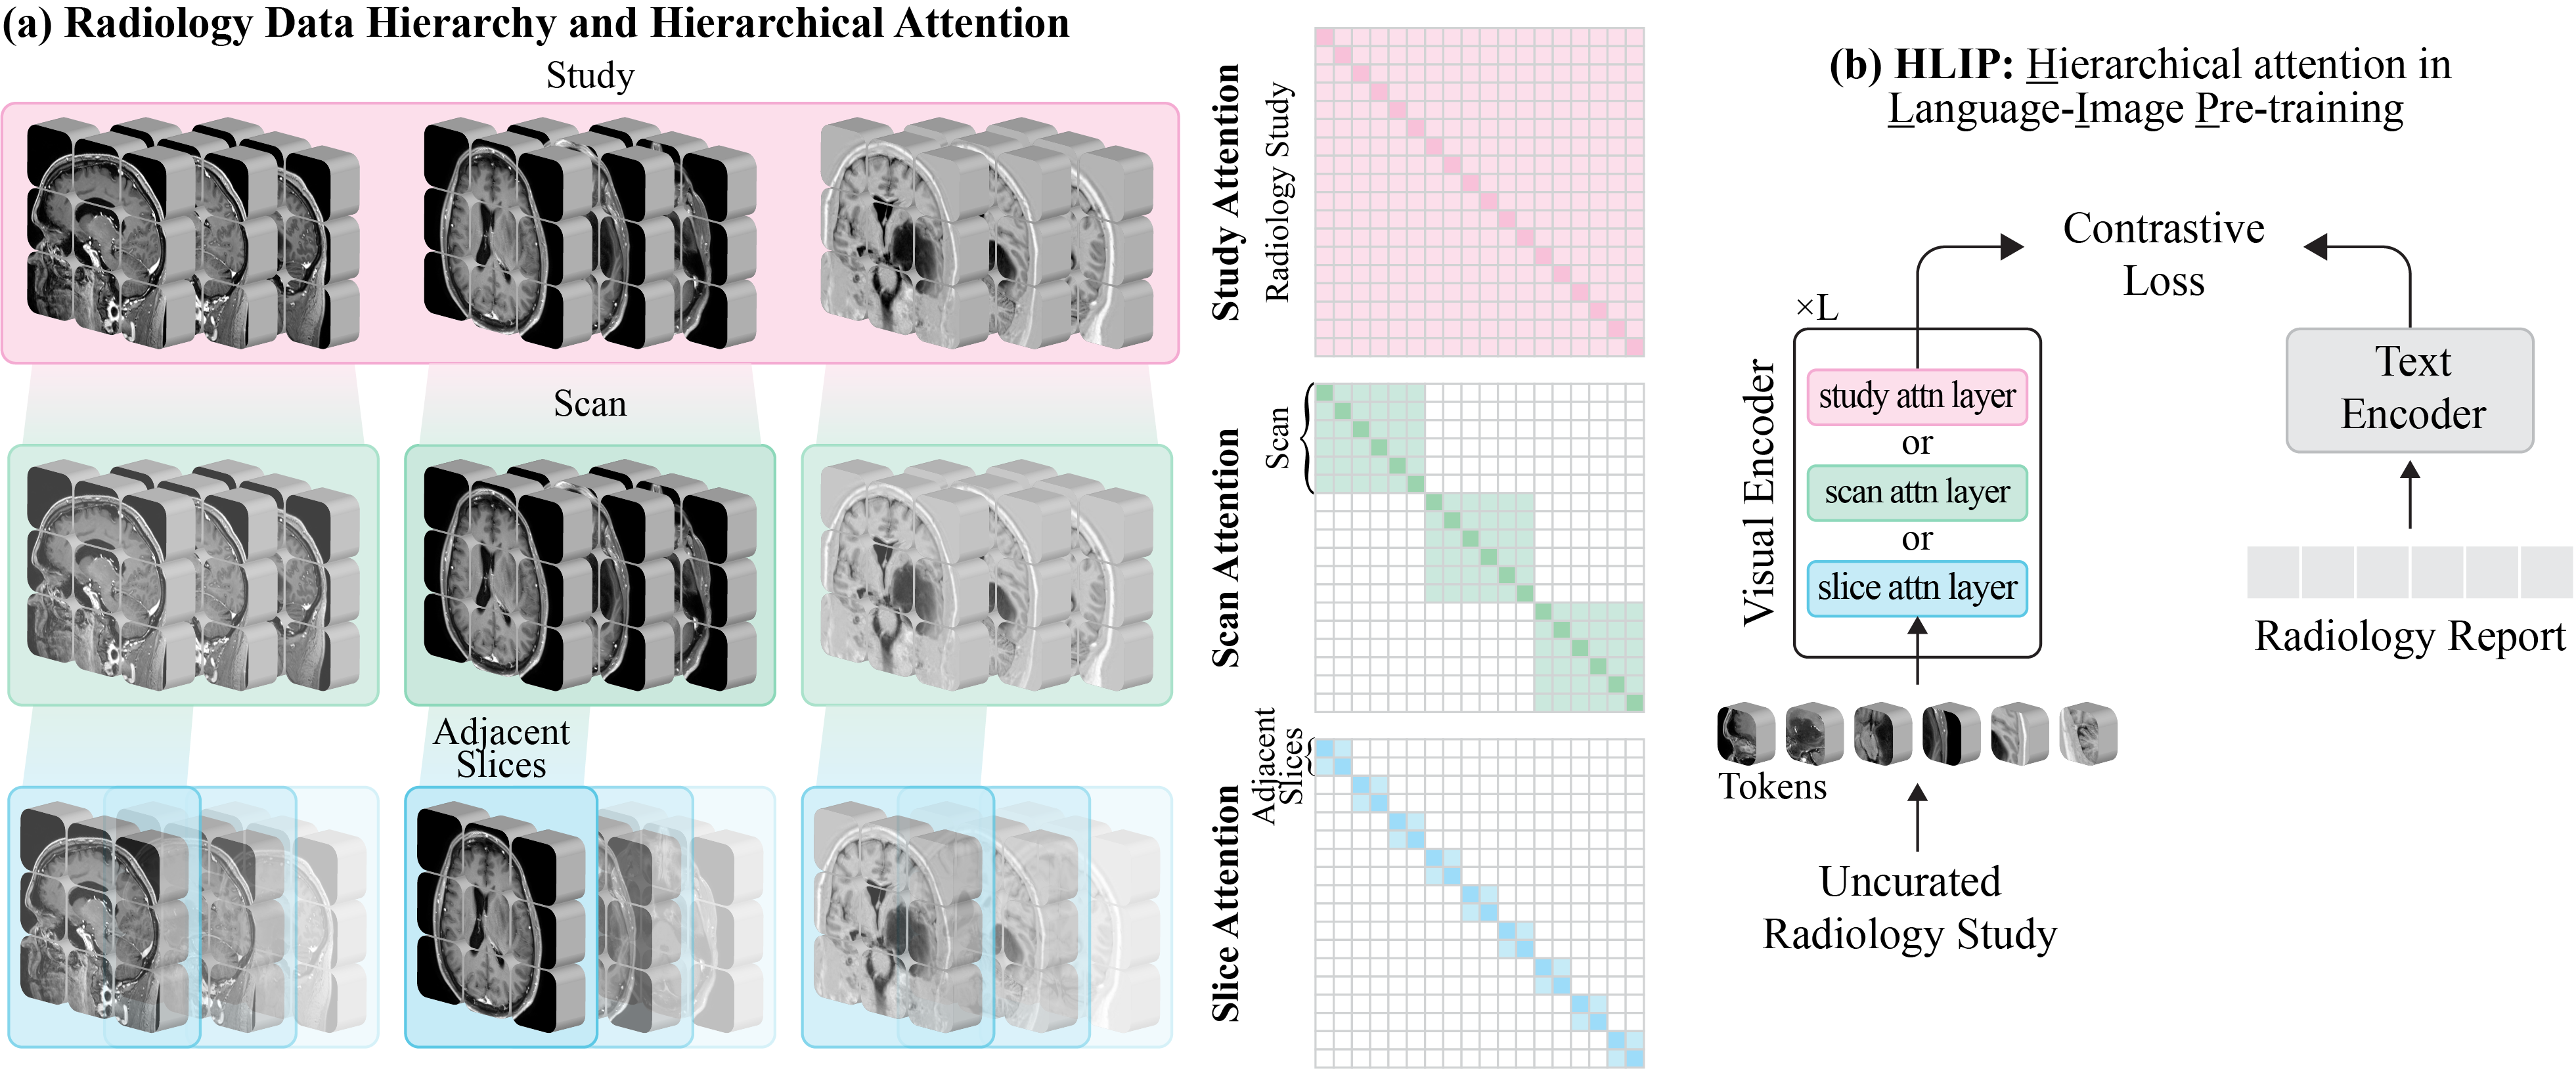 (a) Radiology Data Hierarchy and Hierarchical Attention
Study
Scan
Adjacent
Slices
Study Attention
Radiology Study
Scan Attention
Scan
Slice Attention
Adjacent
Slices
(b) HLIP: Hierarchical attention in
Language-Image Pre-training
Contrastive
Loss
×L
Visual Encoder
study attn layer
or
scan attn layer
or
slice attn layer
Tokens
Uncurated
Radiology Study
Text
Encoder
Radiology Report